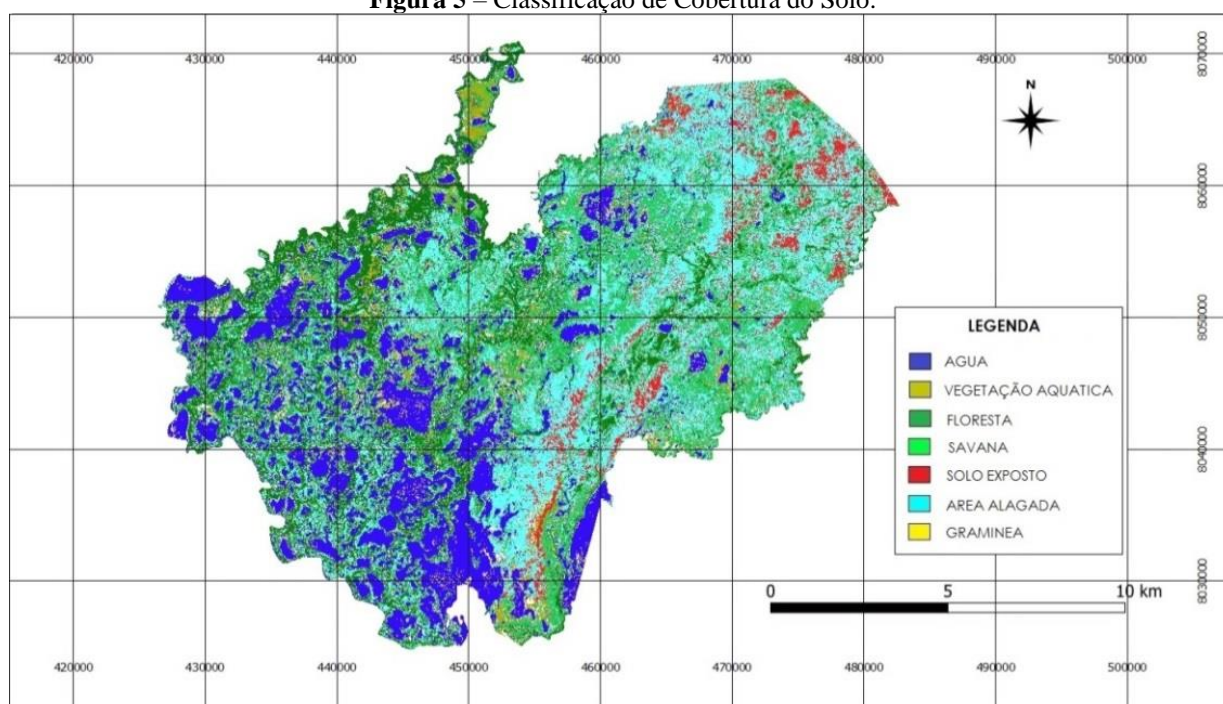 Figura 5 – Classificação de Cobertura do Solo.
420000 430000 440000 450000 460000 470000 480000 490000 500000
8070000
N
8060000
8050000
LEGENDA
AGUA
VEGETAÇÃO AQUATICA
FLORESTA
SAVANA
SOLO EXPOSTO
AREA ALAGADA
GRAMINEA
8040000
8030000
0 5 10 km
420000 430000 440000 450000 460000 470000 480000 490000 500000